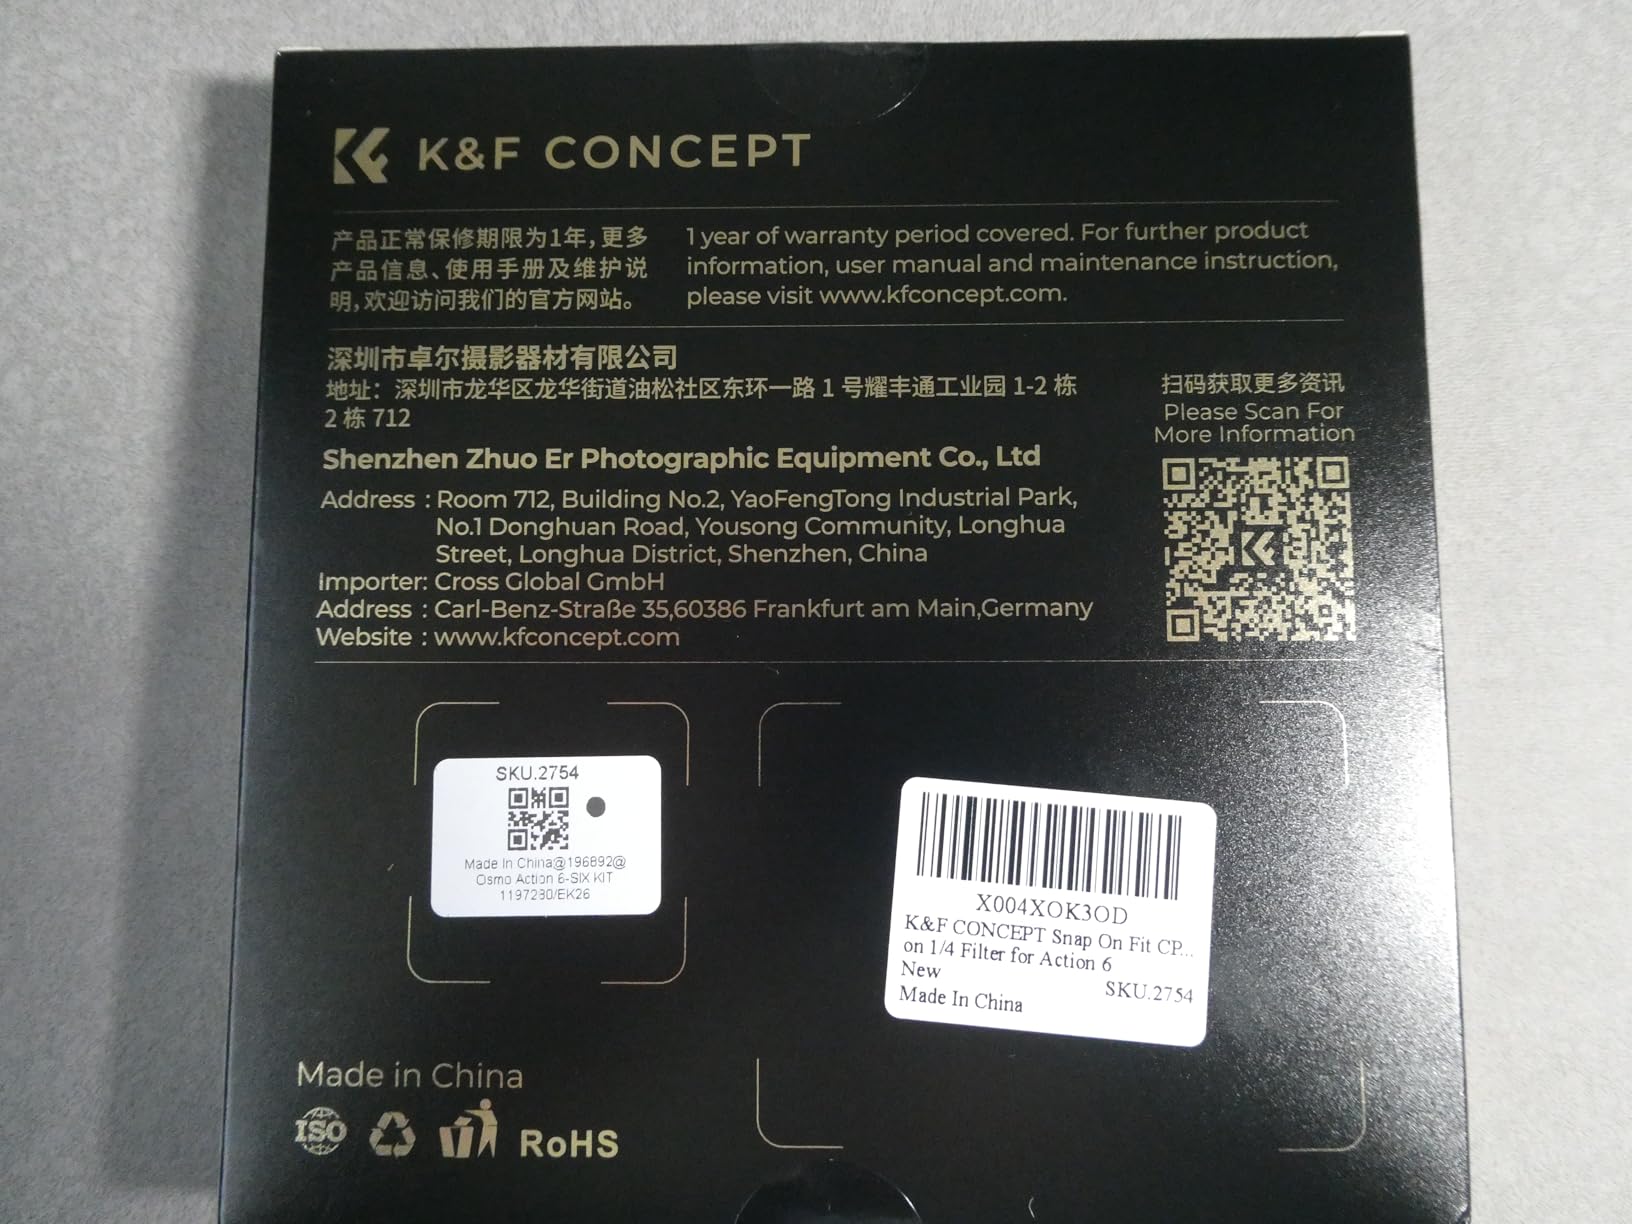 K&F CONCEPT
产品正常保修期限为1年,更多
产品信息、使用手册及维护说
明,欢迎访问我们的官方网站。
1 year of warranty period covered. For further product
information, user manual and maintenance instruction,
please visit www.kfconcept.com.
深圳市卓尔摄影器材有限公司
地址：深圳市龙华区龙华街道油松社区东环一路 1 号耀丰通工业园 1-2 栋
2 栋 712
Shenzhen Zhuo Er Photographic Equipment Co., Ltd
Address : Room 712, Building No.2, YaoFengTong Industrial Park,
No.1 Donghuan Road, Yousong Community, Longhua
Street, Longhua District, Shenzhen, China
Importer: Cross Global GmbH
Address : Carl-Benz-Straße 35,60386 Frankfurt am Main,Germany
Website : www.kfconcept.com
扫码获取更多资讯
Please Scan For
More Information
SKU.2754
Made In China@196892@
Osmo Action 6-SIX KIT
1197230/EK26
X004XOK3OD
K&F CONCEPT Snap On Fit CP...
on 1/4 Filter for Action 6
New
SKU.2754
Made In China
Made in China
ISO
RoHS